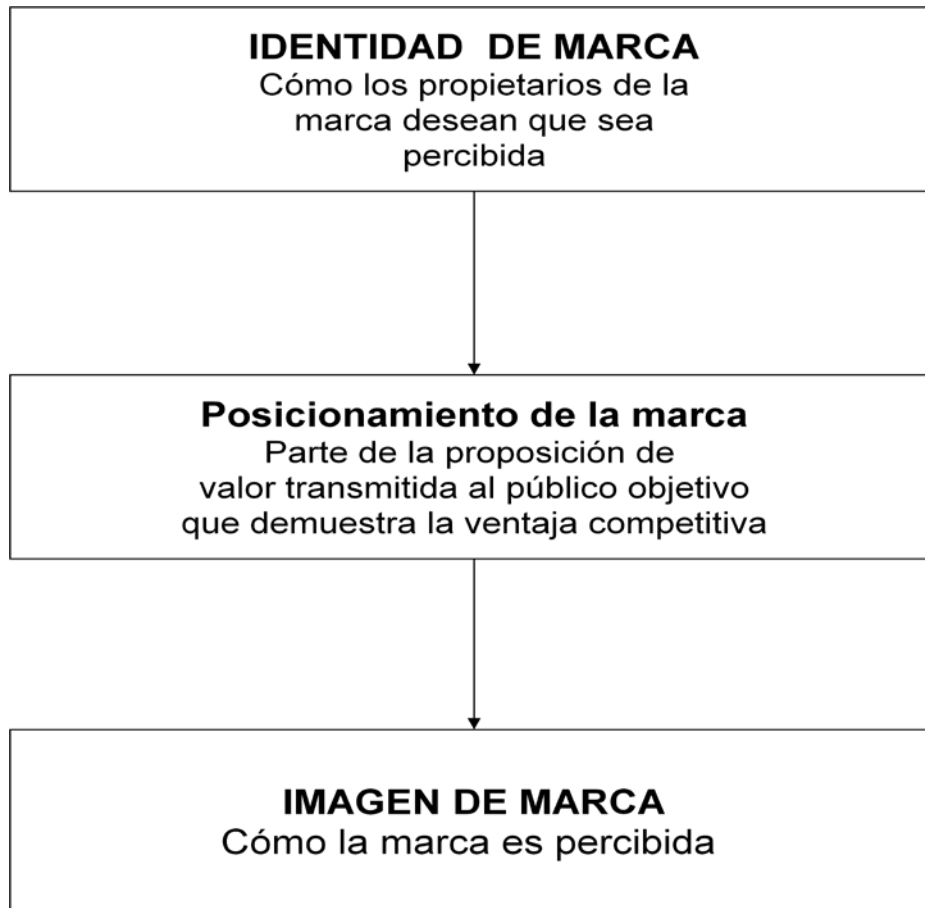 IDENTIDAD  DE MARCA
Cómo los propietarios de la
marca desean que sea
percibida
Posicionamiento de la marca
Parte de la proposición de
valor transmitida al público objetivo
que demuestra la ventaja competitiva
IMAGEN DE MARCA
Cómo la marca es percibida